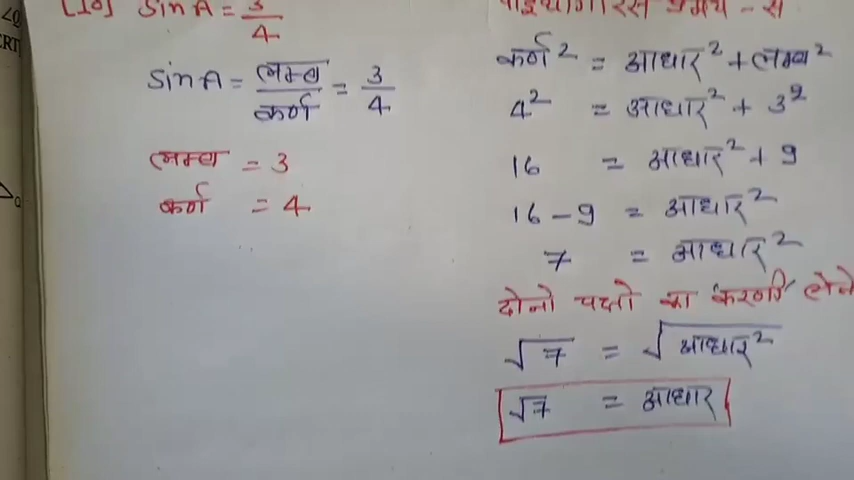 [10] sin A = 3/4
sin A = लम्ब/कर्ण = 3/4
लम्ब = 3
कर्ण = 4
पाइथागोरस प्रमेय - से
कर्ण² = आधार² + लम्ब²
4² = आधार² + 3²
16 = आधार² + 9
16 - 9 = आधार²
7 = आधार²
दोनो पक्षो का करणी लेने
√7 = √आधार²
√7 = आधार